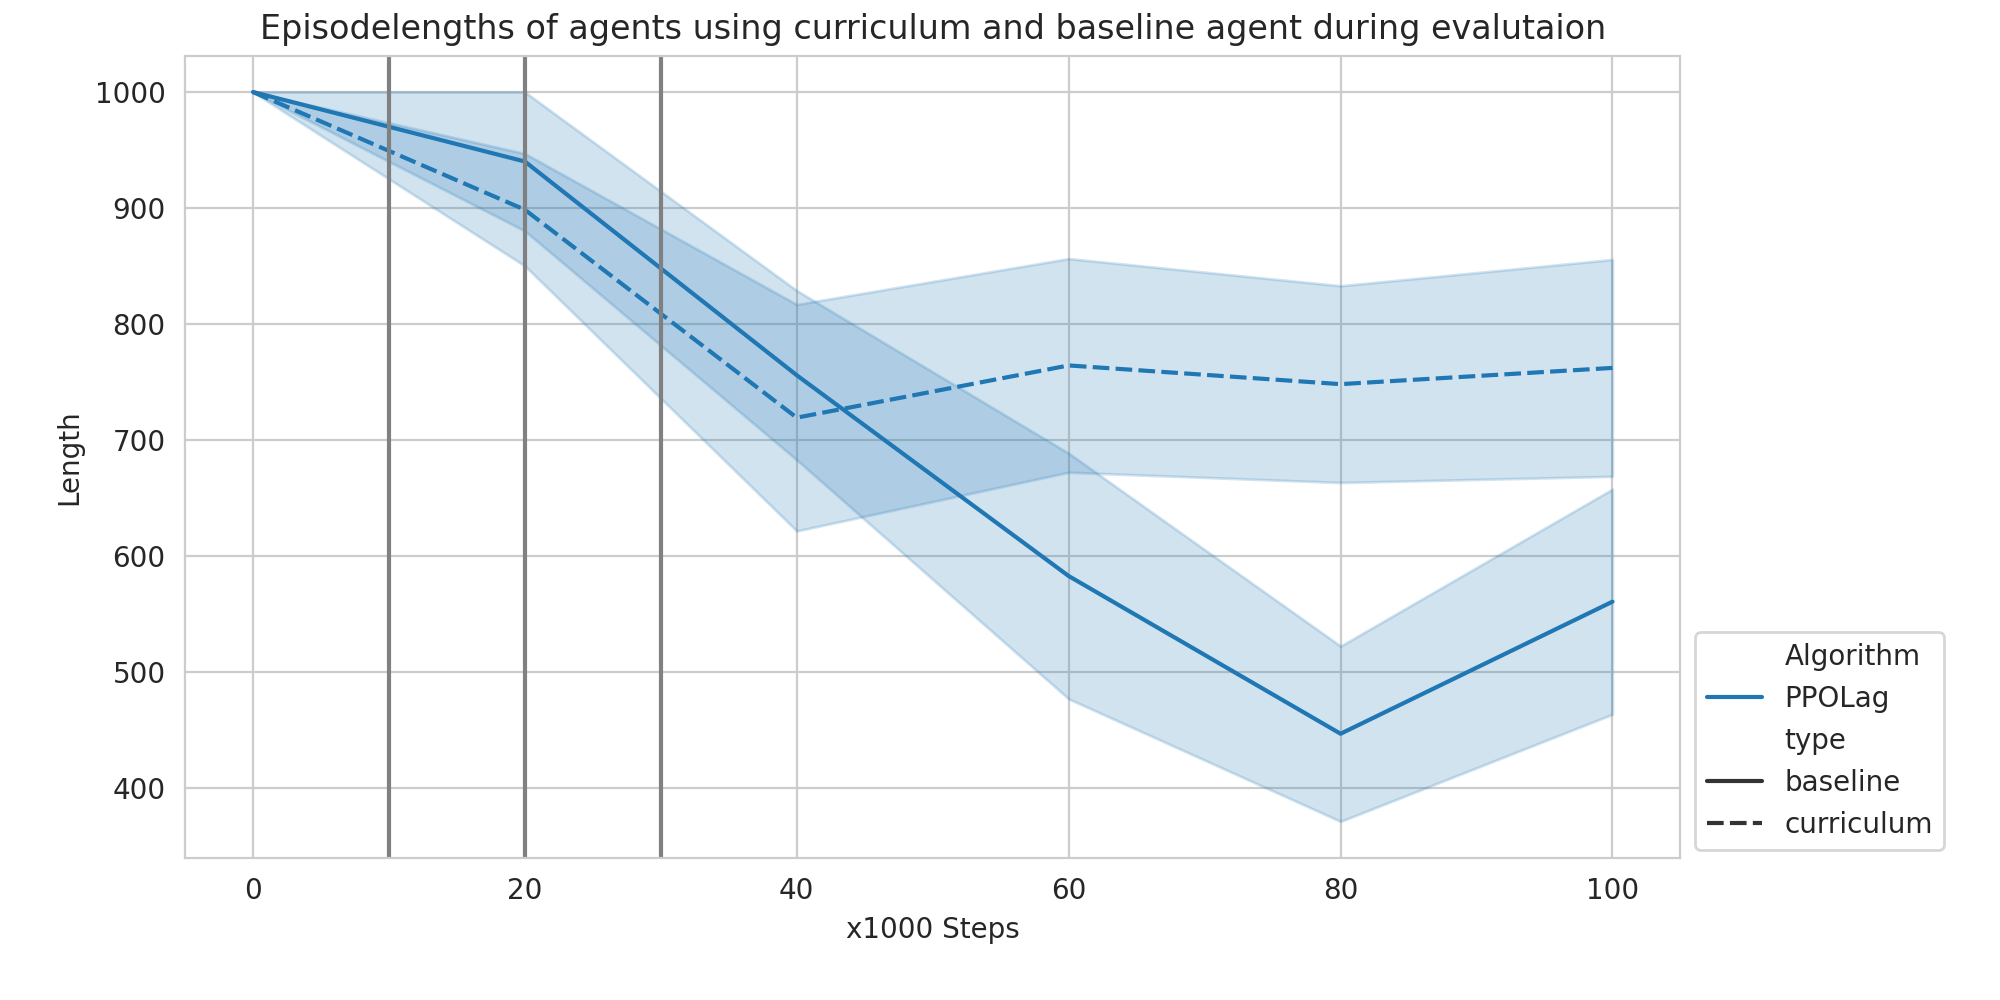 Episodelengths of agents using curriculum and baseline agent during evalutaion
1000
900
800
700
600
500
400
Length
0 20 40 60 80 100
x1000 Steps
Algorithm
PPOLag
type
baseline
curriculum